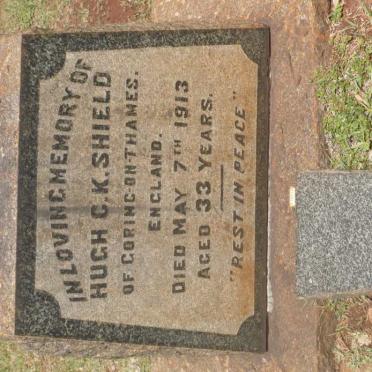 IN LOVING MEMORY OF
HUGH C.K. SHIELD
OF GORING-ON-THAMES.
ENGLAND.
DIED MAY 7TH 1913
AGED 33 YEARS.
"REST IN PEACE"